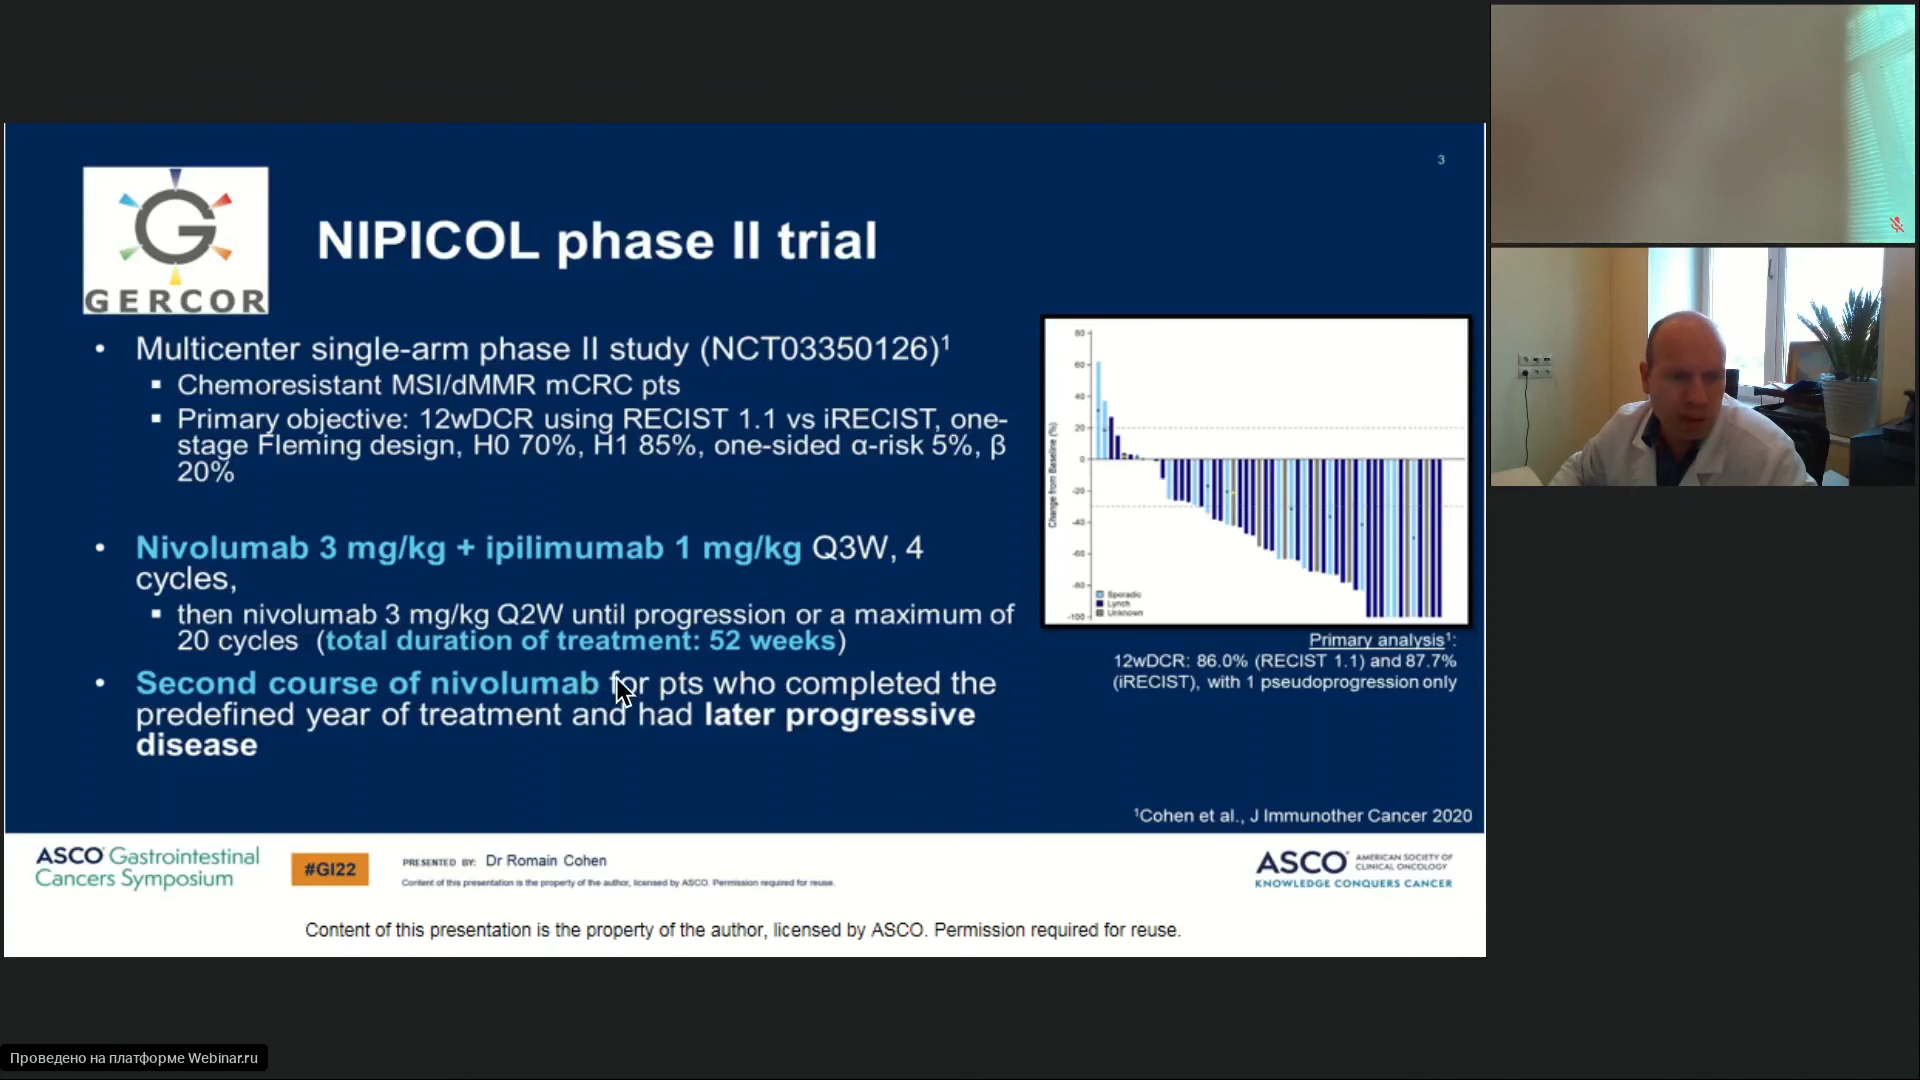 3
GERCOR
NIPICOL phase II trial
• Multicenter single-arm phase II study (NCT03350126)¹
▪ Chemoresistant MSI/dMMR mCRC pts
▪ Primary objective: 12wDCR using RECIST 1.1 vs iRECIST, one-
stage Fleming design, H0 70%, H1 85%, one-sided α-risk 5%, β
20%
• Nivolumab 3 mg/kg + ipilimumab 1 mg/kg Q3W, 4
cycles,
▪ then nivolumab 3 mg/kg Q2W until progression or a maximum of
20 cycles (total duration of treatment: 52 weeks)
• Second course of nivolumab for pts who completed the
predefined year of treatment and had later progressive
disease
Change from Baseline (%)
80
60
40
20
0
-20
-40
-60
-80
-100
Sporadic
Lynch
Unknown
Primary analysis¹:
12wDCR: 86.0% (RECIST 1.1) and 87.7%
(iRECIST), with 1 pseudoprogression only
¹Cohen et al., J Immunother Cancer 2020
ASCO Gastrointestinal
Cancers Symposium
#GI22
PRESENTED BY: Dr Romain Cohen
Content of this presentation is the property of the author, licensed by ASCO. Permission required for reuse.
ASCO AMERICAN SOCIETY OF
CLINICAL ONCOLOGY
KNOWLEDGE CONQUERS CANCER
Content of this presentation is the property of the author, licensed by ASCO. Permission required for reuse.
Проведено на платформе Webinar.ru